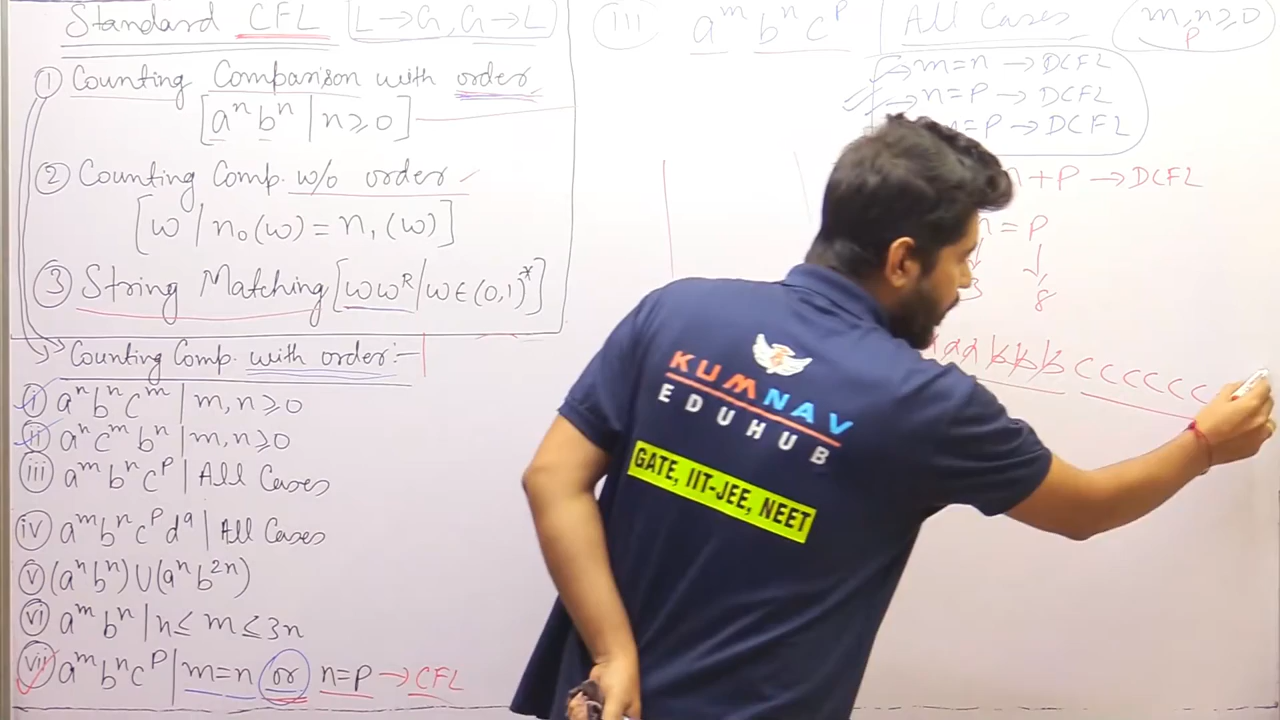 Standard CFL L→G, G→L
① Counting Comparison with order
[aⁿbⁿ | n≥0]
② Counting Comp. w/o order
[w | n₀(w) = n₁(w)]
③ String Matching [wwᴿ | w∈(0,1)*]
Counting Comp. with order:-
ⓘ aⁿbⁿcᵐ | m,n≥0
ⓘⓘ aⁿcᵐbⁿ | m,n≥0
iii aᵐbⁿcᵖ | All Cases
iv aᵐbⁿcᵖd^q | All Cases
v (aⁿbⁿ)∪(aⁿb²ⁿ)
vi aᵐbⁿ | n≤m≤3n
vii aᵐbⁿcᵖ | m=n or n=P → CFL
iii aᵐbⁿcᵖ | All Cases m,n≥0
P
m=n → DCFL
n=P → DCFL
=P → DCFL
+P → DCFL
=P
8
bbb cccccc
KUMNAV
EDUHUB
GATE, IIT-JEE, NEET